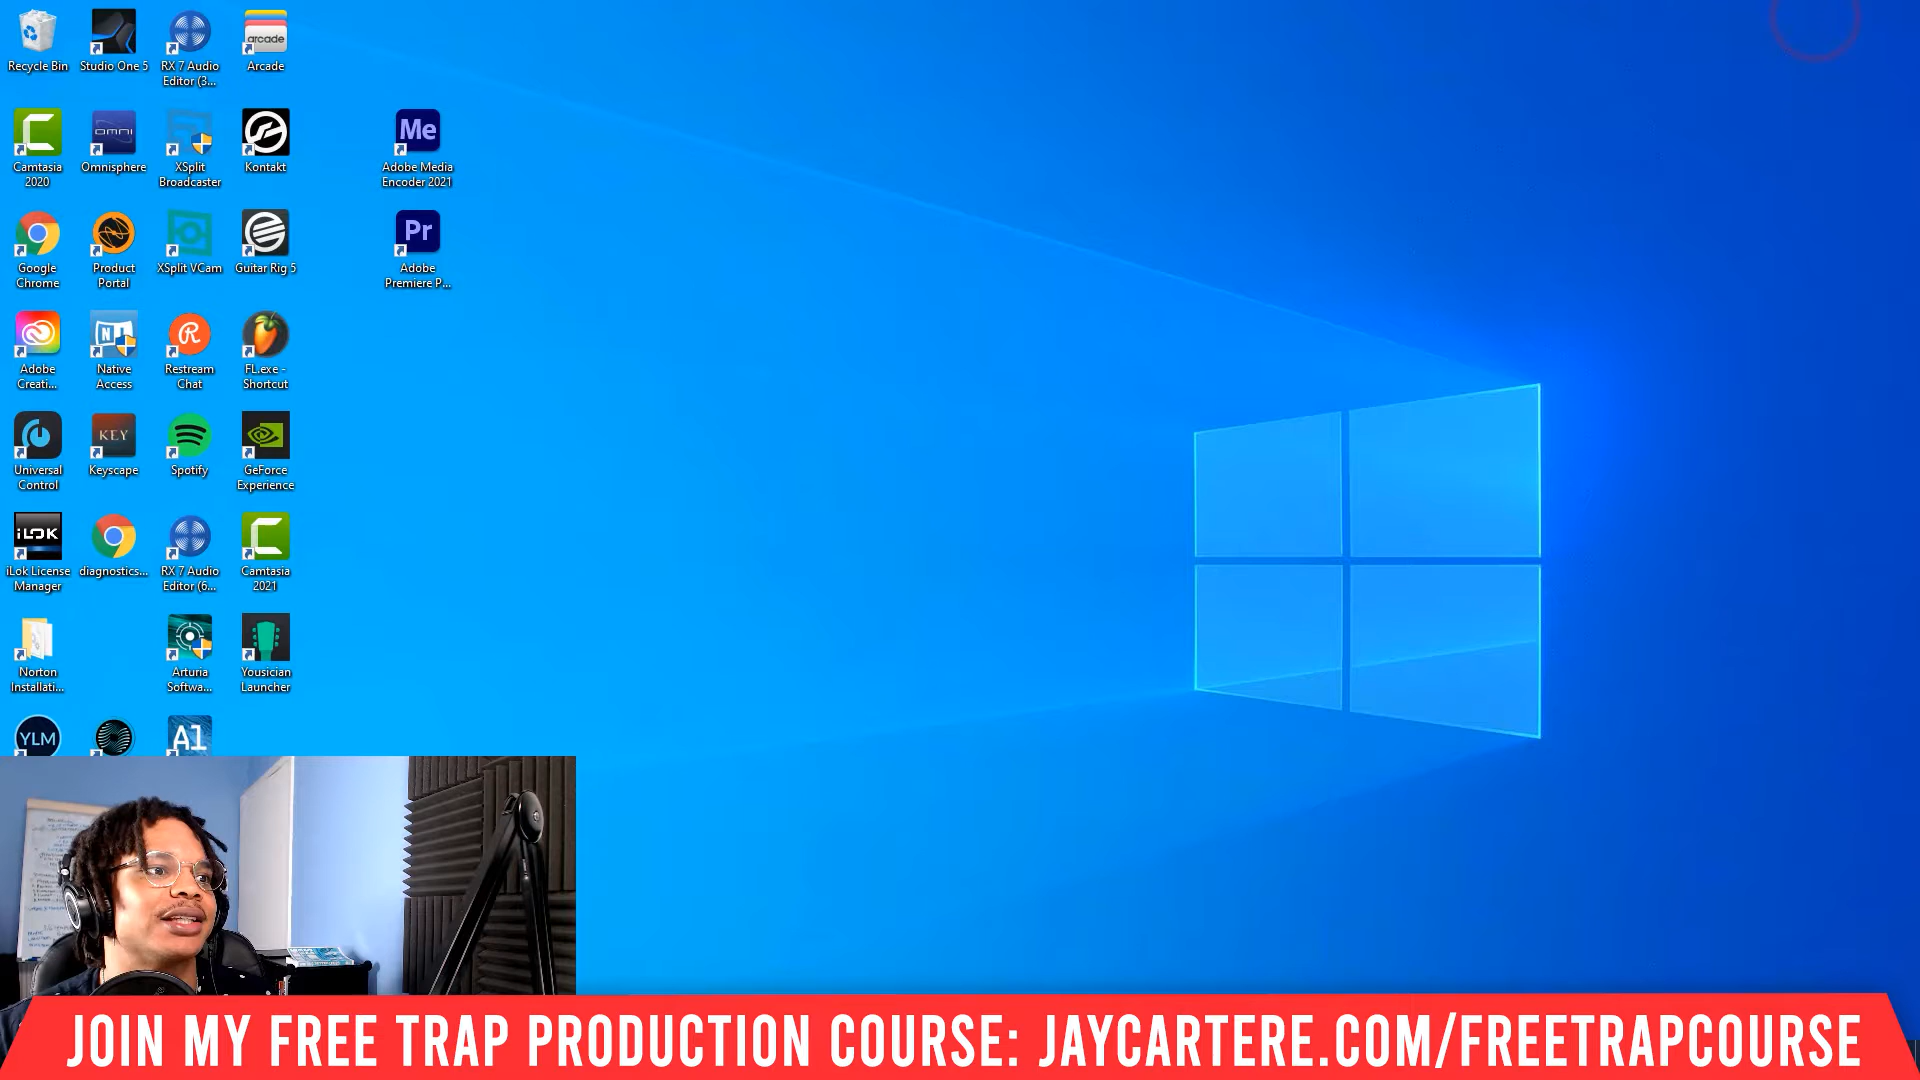 Recycle Bin
Studio One 5
RX 7 Audio
Editor (3...
arcade
Arcade
Camtasia
2020
OMNI
Omnisphere
XSplit
Broadcaster
Kontakt
Me
Adobe Media
Encoder 2021
Google
Chrome
Product
Portal
XSplit VCam
Guitar Rig 5
Pr
Adobe
Premiere P...
Adobe
Creati...
N
Native
Access
R
Restream
Chat
FL.exe -
Shortcut
Universal
Control
KEY
Keyscape
Spotify
GeForce
Experience
iLOK
iLok License
Manager
diagnostics...
RX 7 Audio
Editor (6...
Camtasia
2021
Norton
Installati...
Arturia
Softwa...
Yousician
Launcher
YLM
A1
JOIN MY FREE TRAP PRODUCTION COURSE: JAYCARTERE.COM/FREETRAPCOURSE